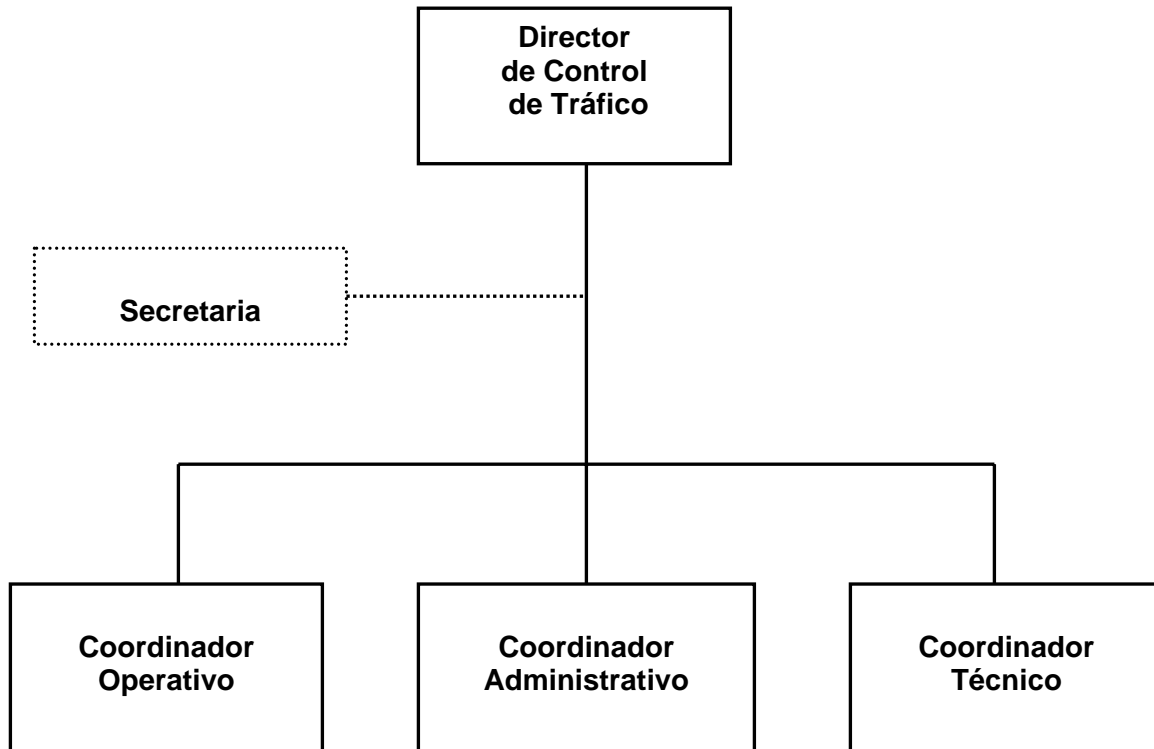 Director
de Control
de Tráfico
Secretaria
Coordinador
Operativo
Coordinador
Administrativo
Coordinador
Técnico